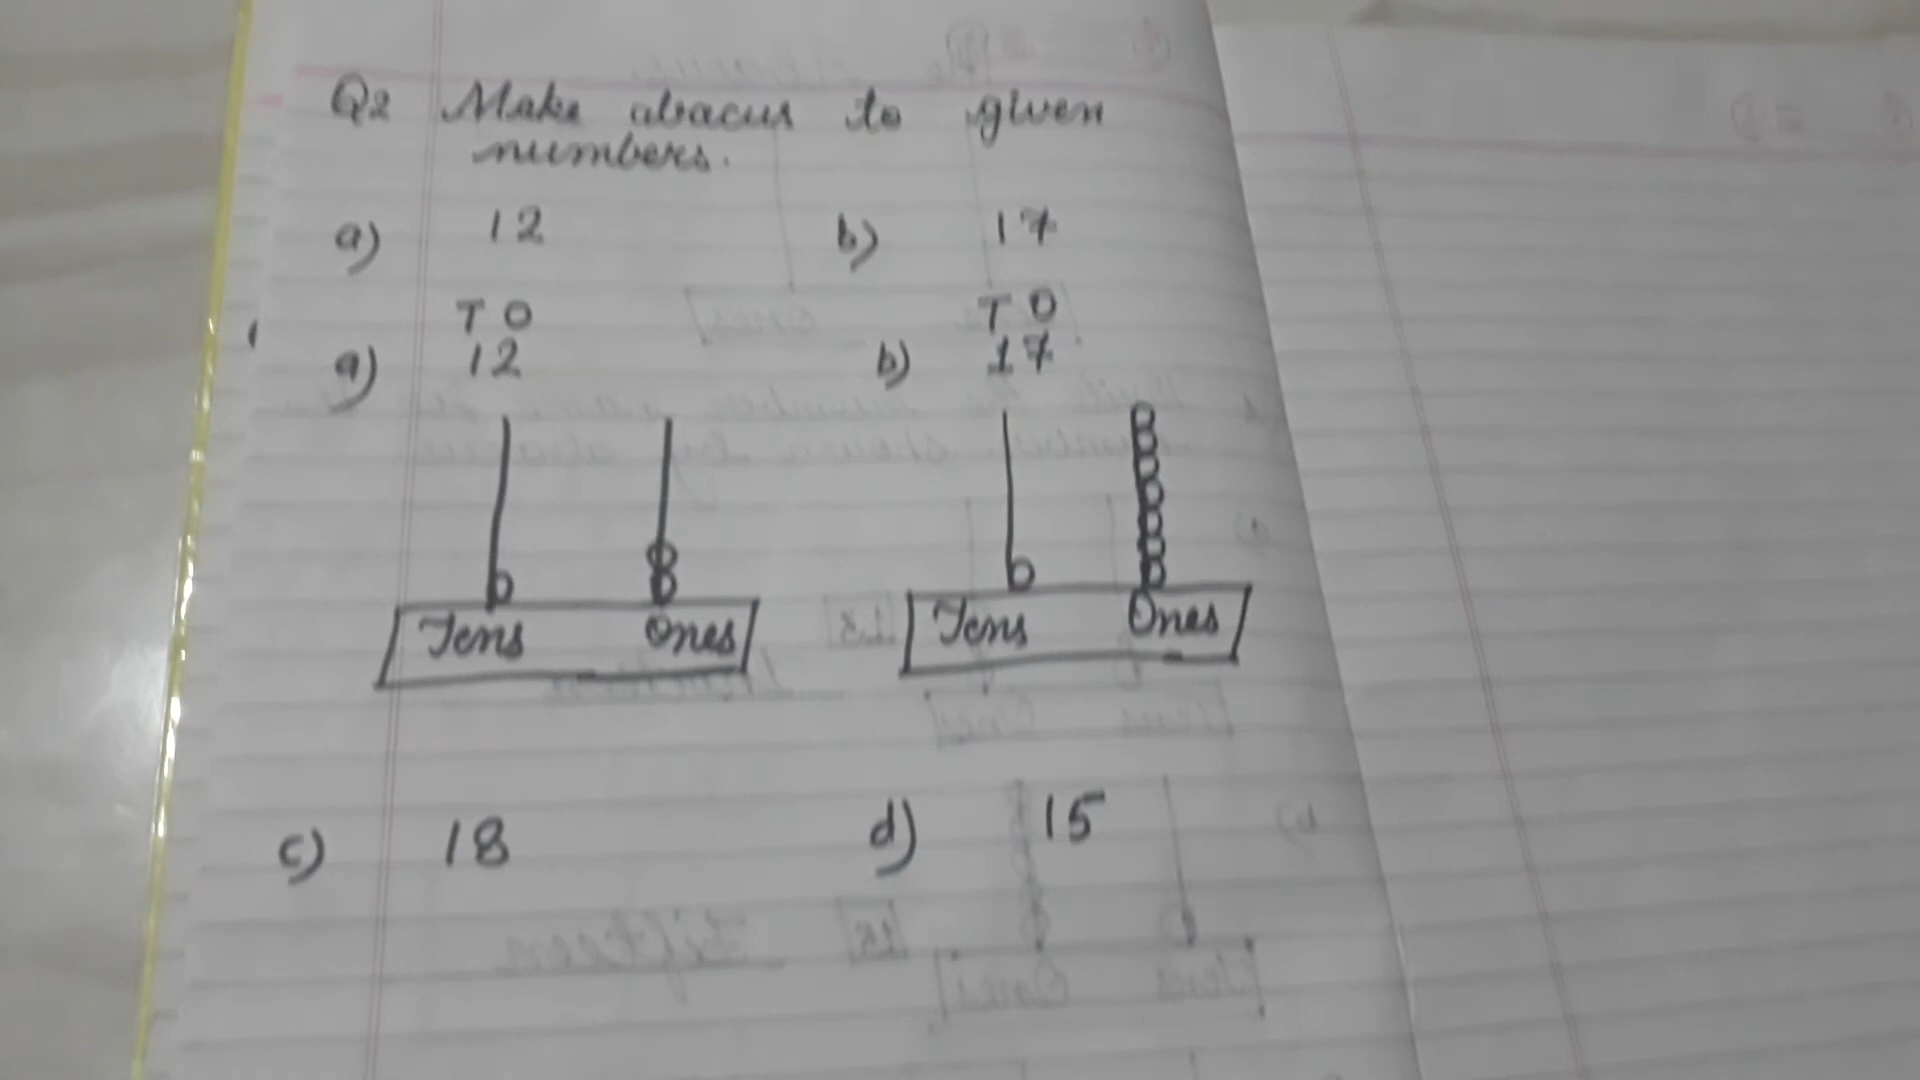 Q2 Make abacus to given
numbers.
a) 12 b) 17
T O T O
a) 12 b) 17
Tens Ones Tens Ones
c) 18 d) 15